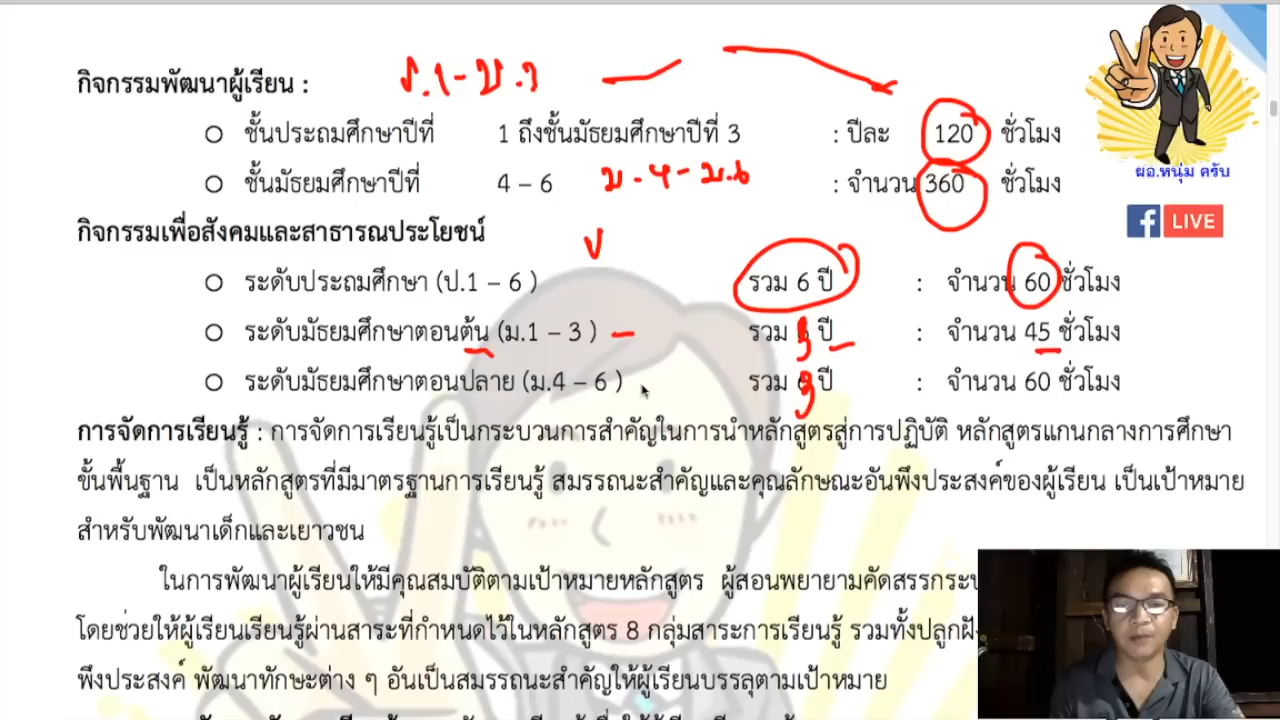 กิจกรรมพัฒนาผู้เรียน : ป.1 - ม.3
○ ชั้นประถมศึกษาปีที่ 1 ถึงชั้นมัธยมศึกษาปีที่ 3 : ปีละ 120 ชั่วโมง
○ ชั้นมัธยมศึกษาปีที่ 4 – 6 ม.4-ม.6 : จำนวน 360 ชั่วโมง
ผอ.หนุ่ม ครับ
f LIVE
กิจกรรมเพื่อสังคมและสาธารณประโยชน์
○ ระดับประถมศึกษา (ป.1 – 6 ) รวม 6 ปี : จำนวน 60 ชั่วโมง
○ ระดับมัธยมศึกษาตอนต้น (ม.1 – 3 ) รวม 3 ปี : จำนวน 45 ชั่วโมง
○ ระดับมัธยมศึกษาตอนปลาย (ม.4 – 6 ) รวม 3 ปี : จำนวน 60 ชั่วโมง
การจัดการเรียนรู้ : การจัดการเรียนรู้เป็นกระบวนการสำคัญในการนำหลักสูตรสู่การปฏิบัติ หลักสูตรแกนกลางการศึกษา
ขั้นพื้นฐาน เป็นหลักสูตรที่มีมาตรฐานการเรียนรู้ สมรรถนะสำคัญและคุณลักษณะอันพึงประสงค์ของผู้เรียน เป็นเป้าหมาย
สำหรับพัฒนาเด็กและเยาวชน
ในการพัฒนาผู้เรียนให้มีคุณสมบัติตามเป้าหมายหลักสูตร ผู้สอนพยายามคัดสรรกระบ
โดยช่วยให้ผู้เรียนเรียนรู้ผ่านสาระที่กำหนดไว้ในหลักสูตร 8 กลุ่มสาระการเรียนรู้ รวมทั้งปลูกฝัง
พึงประสงค์ พัฒนาทักษะต่าง ๆ อันเป็นสมรรถนะสำคัญให้ผู้เรียนบรรลุตามเป้าหมาย